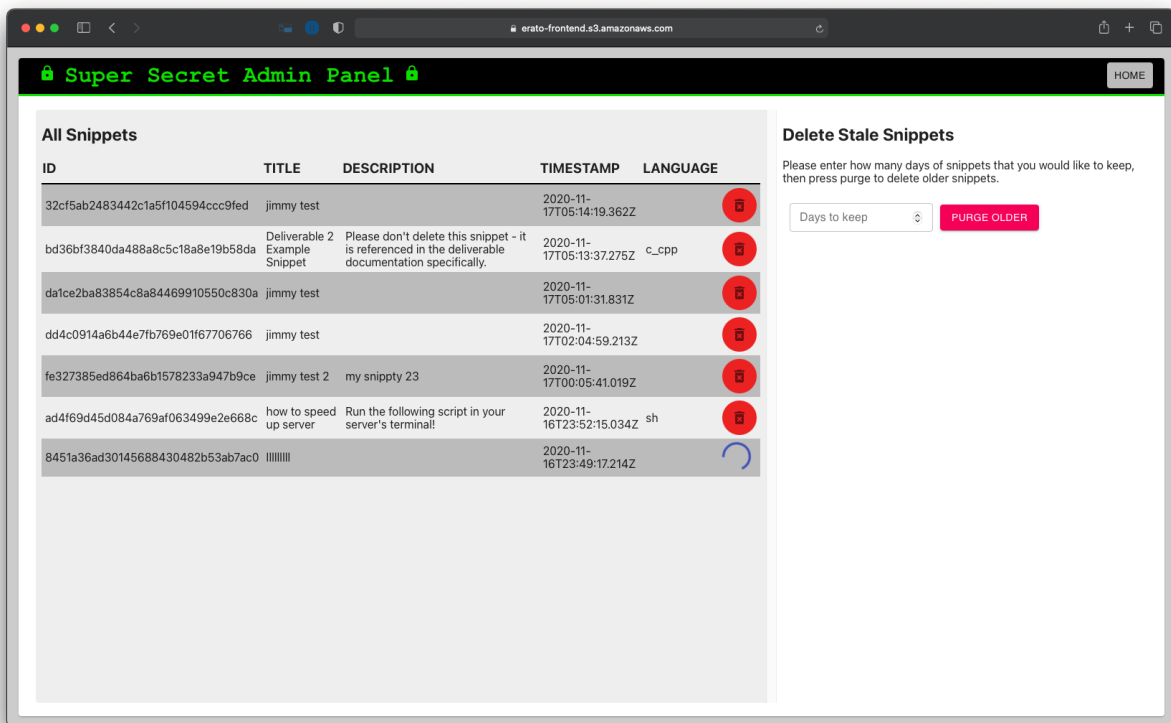 erato-frontend.s3.amazonaws.com
Super Secret Admin Panel
HOME
All Snippets
ID TITLE DESCRIPTION TIMESTAMP LANGUAGE
32cf5ab2483442c1a5f104594ccc9fed jimmy test 2020-11-
17T05:14:19.362Z
bd36bf3840da488a8c5c18a8e19b58da Deliverable 2
Example
Snippet
Please don't delete this snippet - it
is referenced in the deliverable
documentation specifically.
2020-11-
17T05:13:37.275Z
c_cpp
da1ce2ba83854c8a84469910550c830a jimmy test 2020-11-
17T05:01:31.831Z
dd4c0914a6b44e7fb769e01f67706766 jimmy test 2020-11-
17T02:04:59.213Z
fe327385ed864ba6b1578233a947b9ce jimmy test 2 my snippty 23 2020-11-
17T00:05:41.019Z
ad4f69d45d084a769af063499e2e668c how to speed
up server
Run the following script in your
server's terminal!
2020-11-
16T23:52:15.034Z
sh
8451a36ad30145688430482b53ab7ac0 2020-11-
16T23:49:17.214Z
Delete Stale Snippets
Please enter how many days of snippets that you would like to keep,
then press purge to delete older snippets.
Days to keep
PURGE OLDER